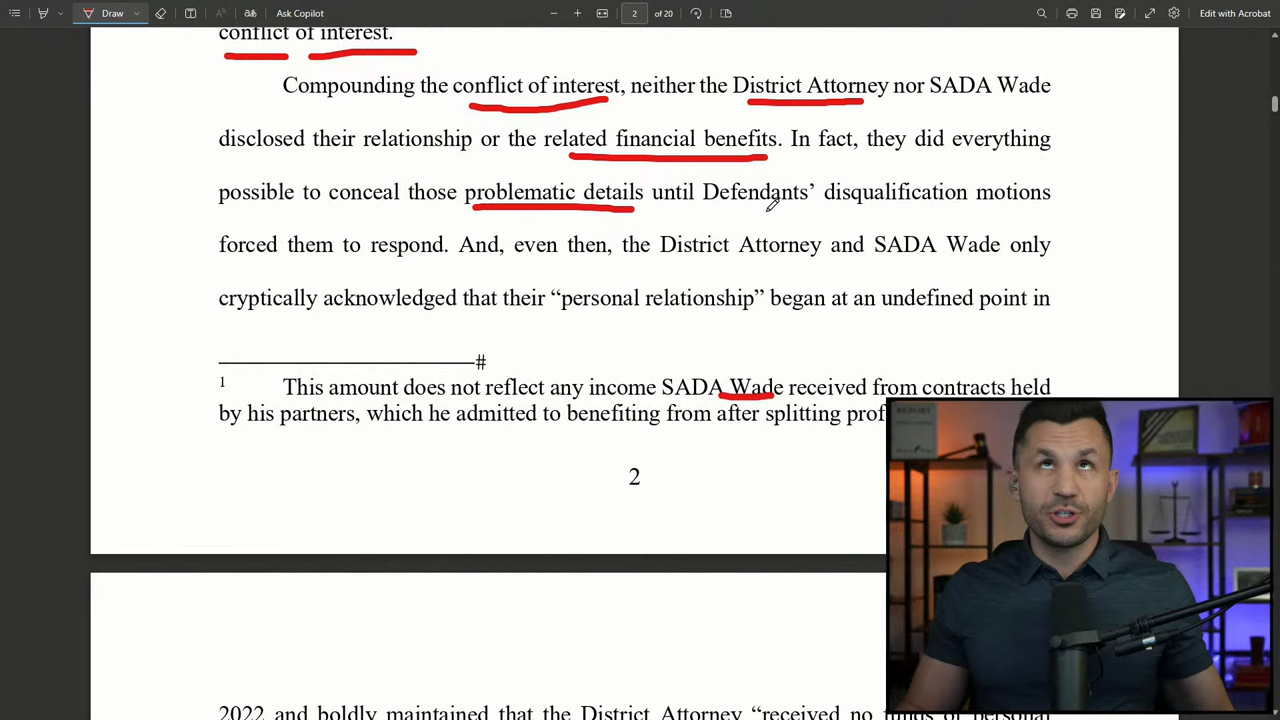 Draw
Ask Copilot
2 of 20
Edit with Acrobat
conflict of interest.
Compounding the conflict of interest, neither the District Attorney nor SADA Wade
disclosed their relationship or the related financial benefits. In fact, they did everything
possible to conceal those problematic details until Defendants’ disqualification motions
forced them to respond. And, even then, the District Attorney and SADA Wade only
cryptically acknowledged that their “personal relationship” began at an undefined point in
#
1 This amount does not reflect any income SADA Wade received from contracts held
by his partners, which he admitted to benefiting from after splitting
2
2022 and boldly maintained that the District Attorney “received no funds or personal